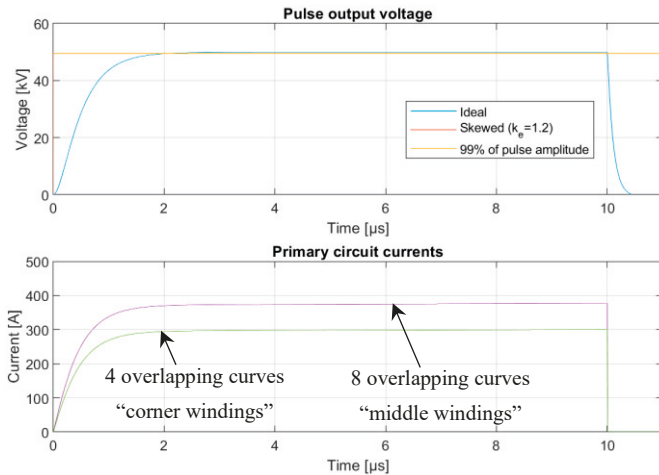 Pulse output voltage
60
40
20
0
Voltage [kV]
Ideal
Skewed (k_e=1.2)
99% of pulse amplitude
0 2 4 6 8 10
Time [µs]
Primary circuit currents
500
400
300
200
100
0
Current [A]
4 overlapping curves
“corner windings”
8 overlapping curves
“middle windings”
0 2 4 6 8 10
Time [µs]